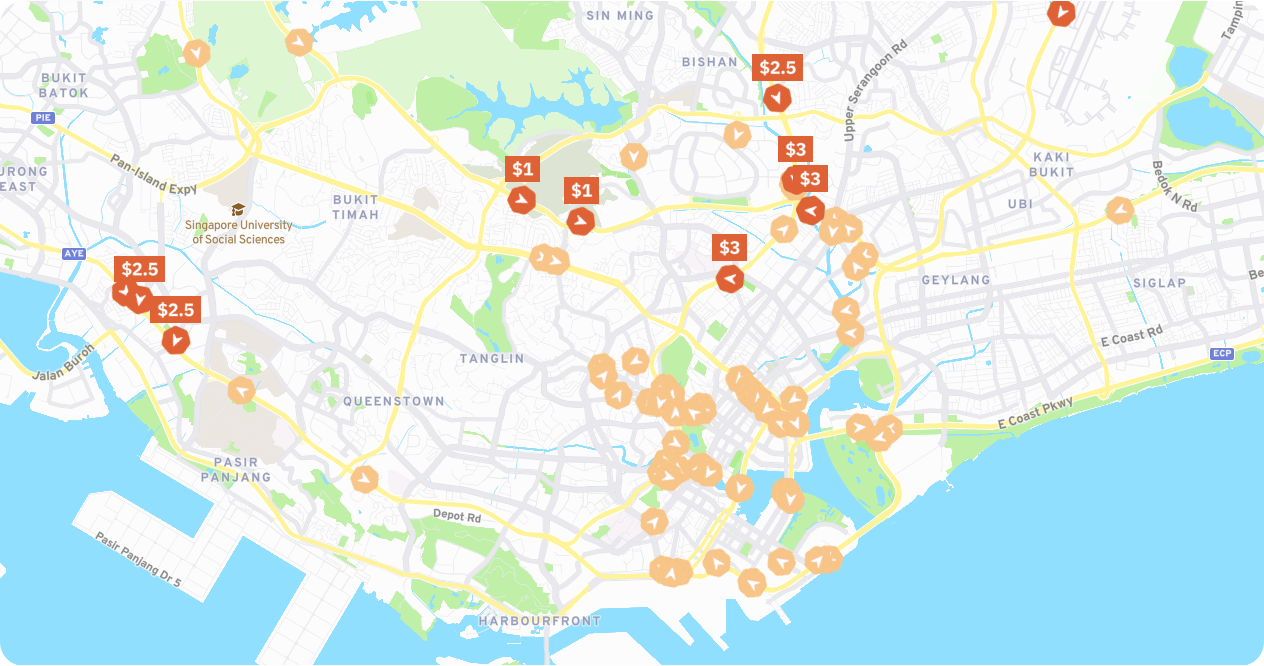 SIN MING
BISHAN
$2.5
Upper Serangoon Rd
BUKIT
BATOK
PIE
Pan-Island Expy
EAST
Singapore University
of Social Sciences
BUKIT
TIMAH
$1
$1
$3
$3
$3
KAKI
BUKIT
UBI
Bedok N Rd
AYE
$2.5
$2.5
GEYLANG
SIGLAP
E Coast Rd
ECP
E Coast Pkwy
Jalan Buroh
TANGLIN
QUEENSTOWN
PASIR
PANJANG
Depot Rd
Pasir Panjang Dr 5
HARBOURFRONT